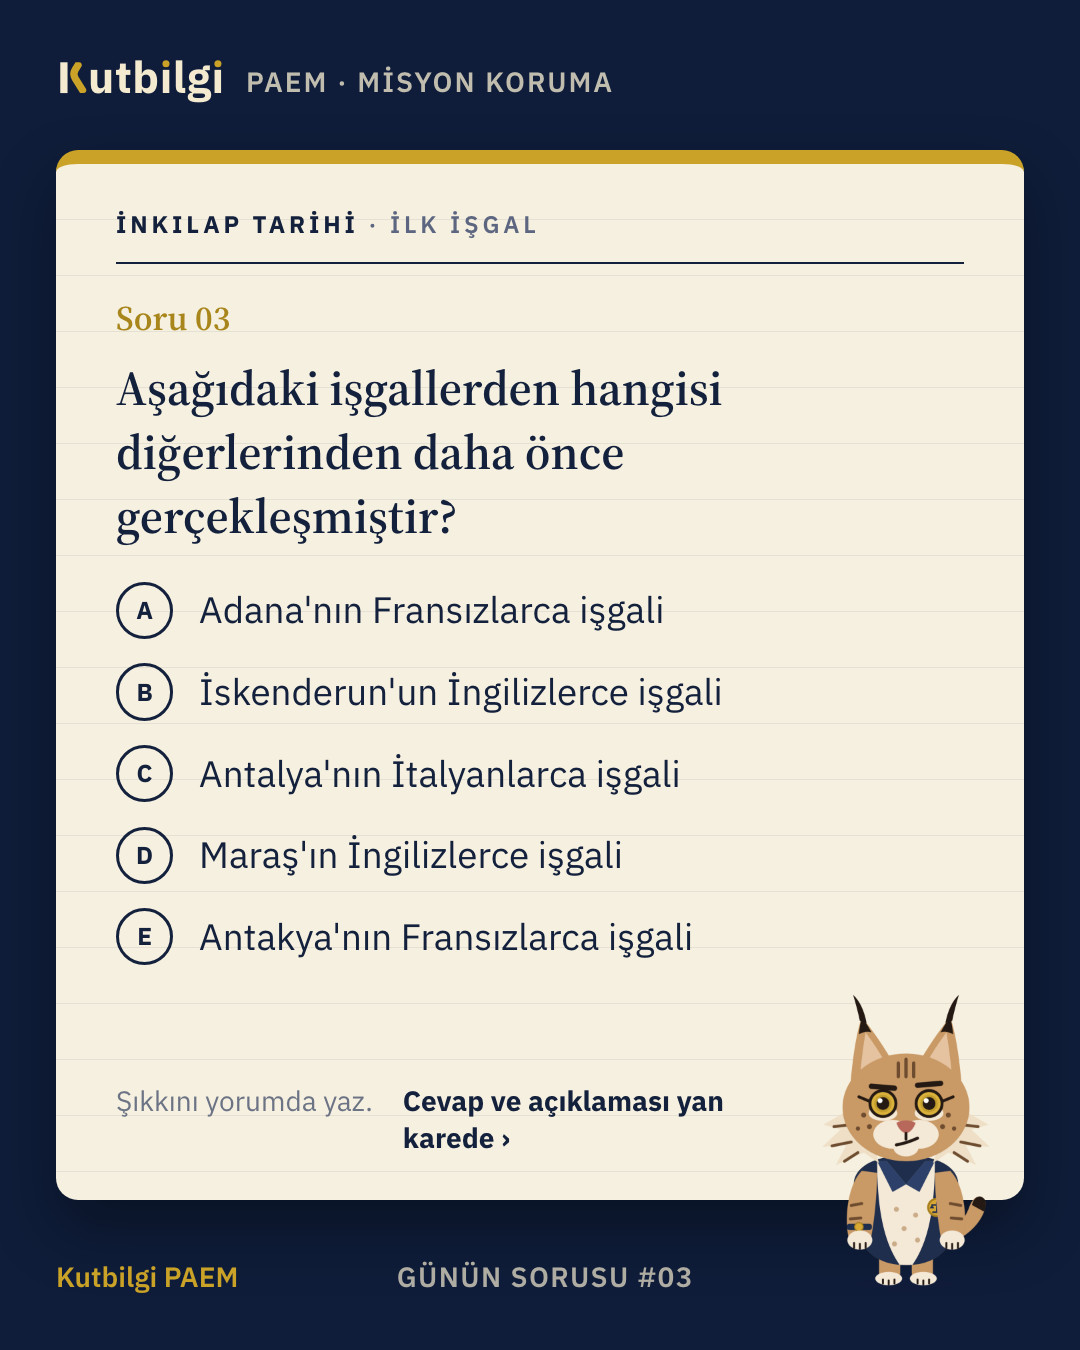 Kutbilgi PAEM · MİSYON KORUMA
İNKILAP TARİHİ · İLK İŞGAL
Soru 03
Aşağıdaki işgallerden hangisi
diğerlerinden daha önce
gerçekleşmiştir?
A Adana'nın Fransızlarca işgali
B İskenderun'un İngilizlerce işgali
C Antalya'nın İtalyanlarca işgali
D Maraş'ın İngilizlerce işgali
E Antakya'nın Fransızlarca işgali
Şıkkını yorumda yaz. Cevap ve açıklaması yan
karede ›
Kutbilgi PAEM GÜNÜN SORUSU #03